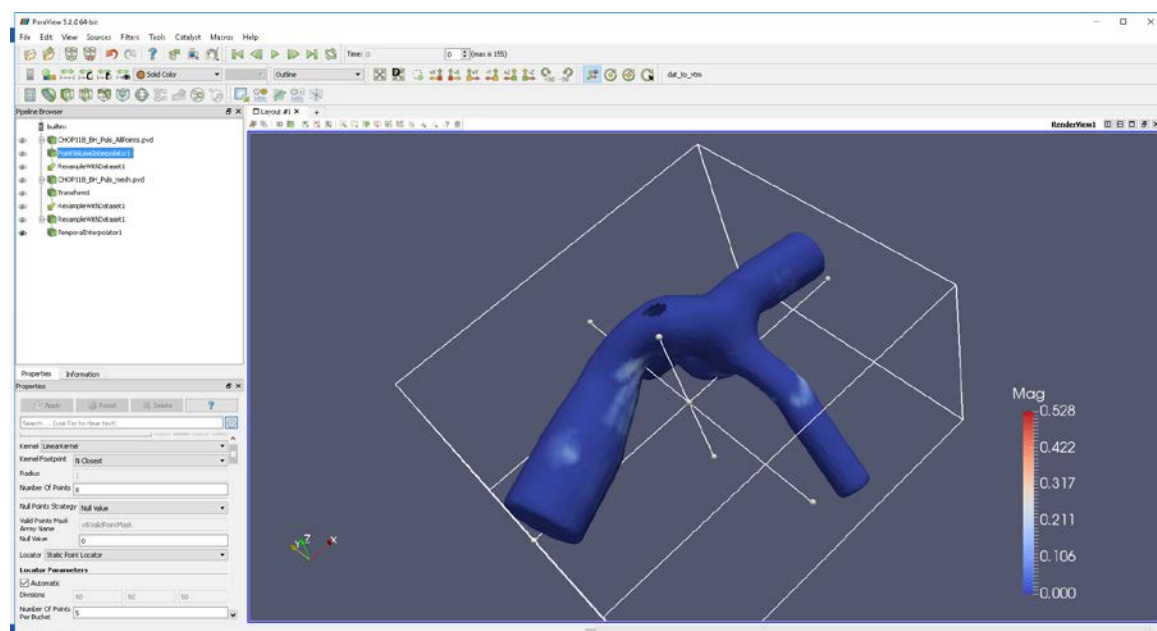 ParaView 5.2.0 64-bit
File Edit View Sources Filters Tools Catalyst Macros Help
Time: 0 0 (max is 155)
Solid Color Outline dat_to_vtm
Pipeline Browser
Layout #1
builtin:
RenderView1
CHOP118_BH_Puls_AllPoints.pvd
PointVolumeInterpolator1
ResampleWithDataset1
CHOP118_BH_Puls_mesh.pvd
Transform1
ResampleWithDataset1
ResampleWithDataset1
TemporalInterpolator1
Properties Information
Properties
Apply Reset Delete ?
Search ... (use Esc to clear text)
Kernel LinearKernel
Kernel Footprint N Closest
Radius
Number Of Points 8
Null Points Strategy Null Value
Valid Points Mask
Array Name vtkValidPointMask
Null Value 0
Locator Static Point Locator
Locator Parameters
Automatic
Divisions 50 50 50
Number Of Points
Per Bucket 5
Mag
0.528
0.422
0.317
0.211
0.106
0.000
X
Y
Z